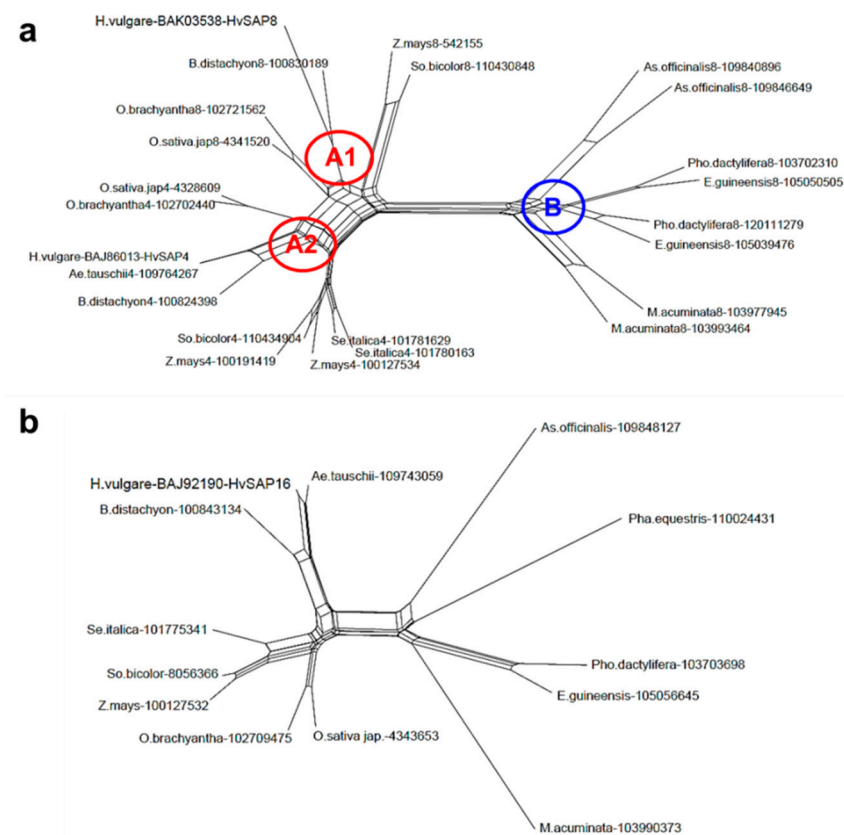 a
H.vulgare-BAK03538-HvSAP8
Z.mays8-542155
B.distachyon8-100830189
So.bicolor8-110430848
As.officinalis8-109840896
As.officinalis8-109846649
O.brachyantha8-102721562
O.sativa.jap8-4341520
A1
Pho.dactylifera8-103702310
E.guineensis8-105050505
O.sativa.jap4-4328609
O.brachyantha4-102702440
B
Pho.dactylifera8-120111279
A2
E.guineensis8-105039476
H.vulgare-BAJ86013-HvSAP4
Ae.tauschii4-109764267
B.distachyon4-100824398
M.acuminata8-103977945
M.acuminata8-103993464
So.bicolor4-110434904
Se.italica4-101781629
Se.italica4-101780163
Z.mays4-100191419
Z.mays4-100127534
b
As.officinalis-109848127
H.vulgare-BAJ92190-HvSAP16
Ae.tauschii-109743059
B.distachyon-100843134
Pha.equestris-110024431
Se.italica-101775341
So.bicolor-8056366
Pho.dactylifera-103703698
E.guineensis-105056645
Z.mays-100127532
O.brachyantha-102709475
O.sativa jap.-4343653
M.acuminata-103990373